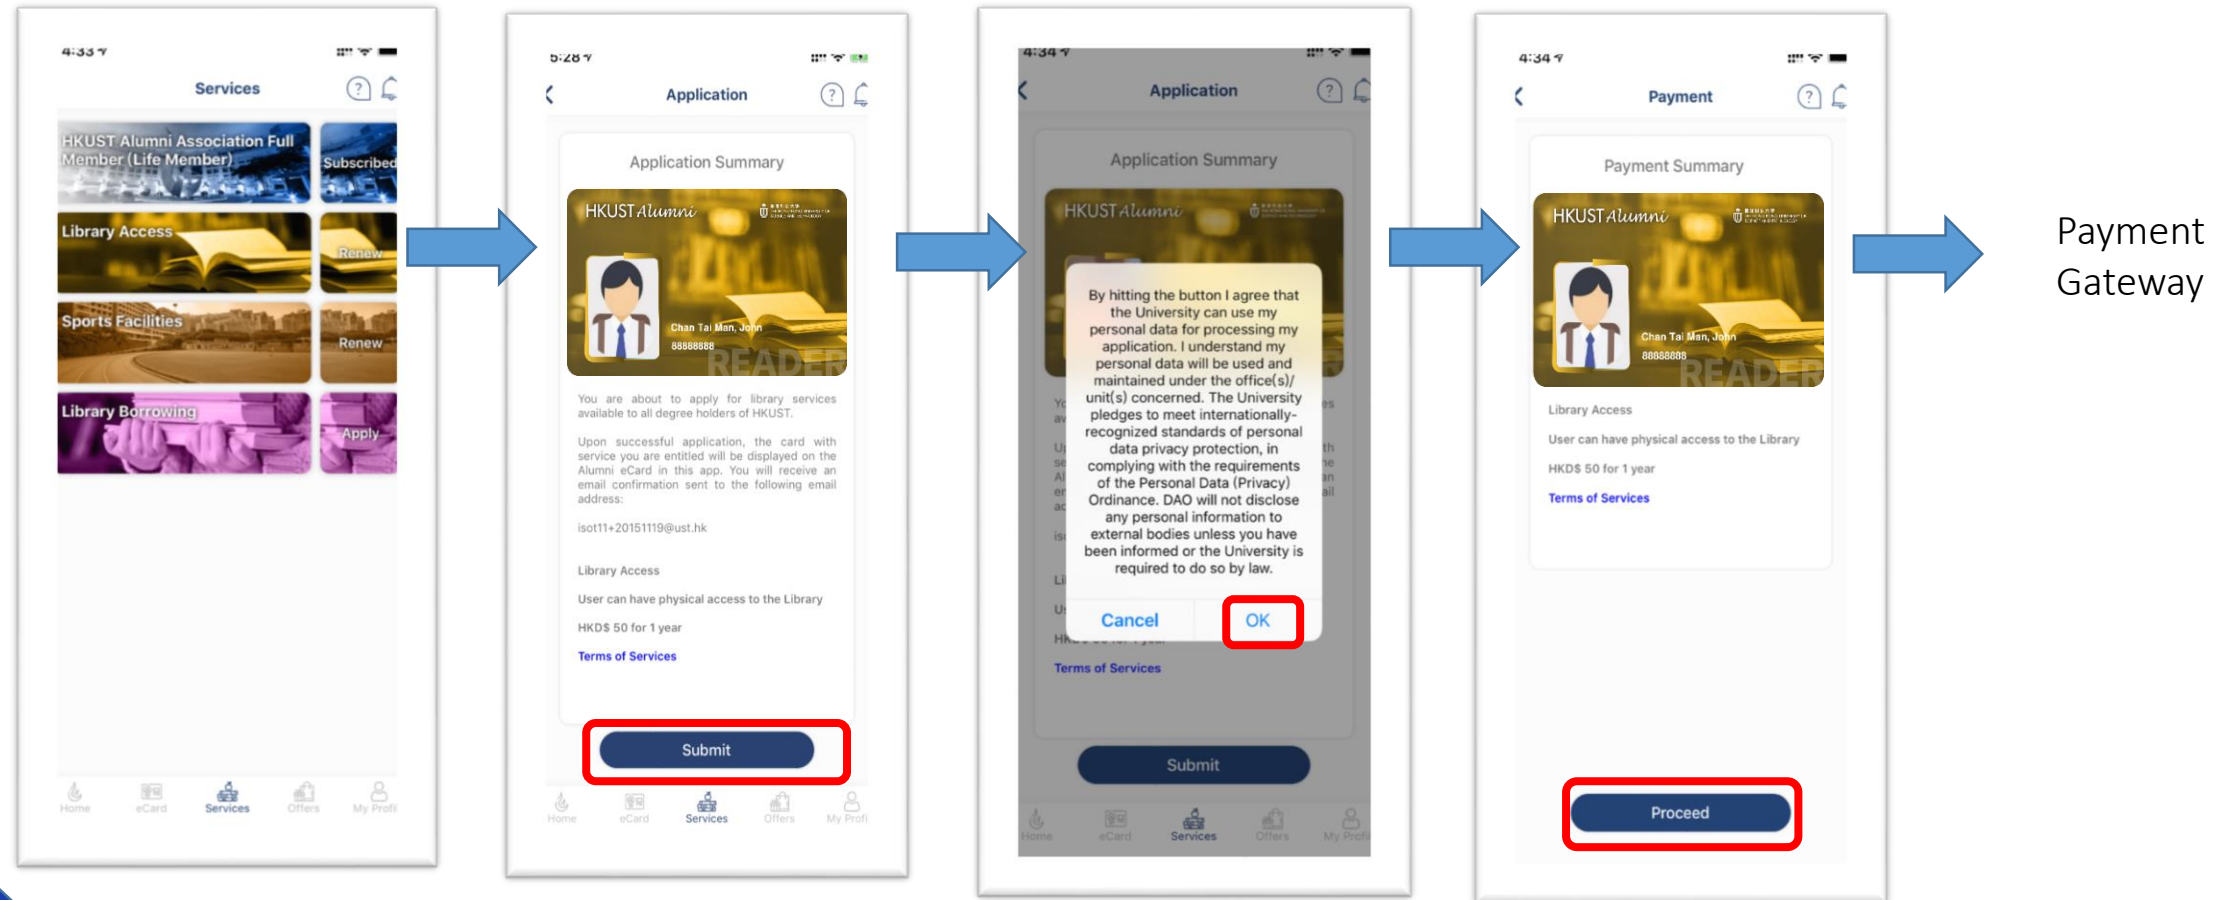 4:33
Services
?
HKUST Alumni Association Full
Member (Life Member)
Subscribed
Library Access
Renew
Sports Facilities
Renew
Library Borrowing
Apply
Home eCard Services Offers My Profi
5:28
Application
?
Application Summary
HKUST Alumni
Chan Tai Man, John
88888888
READER
You are about to apply for library services
available to all degree holders of HKUST.
Upon successful application, the card with
service you are entitled will be displayed on the
Alumni eCard in this app. You will receive an
email confirmation sent to the following email
address:
isot11+20151119@ust.hk
Library Access
User can have physical access to the Library
HKD$ 50 for 1 year
Terms of Services
Submit
Home eCard Services Offers My Profi
4:34
Application
?
Application Summary
HKUST Alumni
By hitting the button I agree that
the University can use my
personal data for processing my
application. I understand my
personal data will be used and
maintained under the office(s)/
unit(s) concerned. The University
pledges to meet internationally-
recognized standards of personal
data privacy protection, in
complying with the requirements
of the Personal Data (Privacy)
Ordinance. DAO will not disclose
any personal information to
external bodies unless you have
been informed or the University is
required to do so by law.
Cancel OK
Terms of Services
Submit
Home eCard Services Offers My Profi
4:34
Payment
?
Payment Summary
HKUST Alumni
Chan Tai Man, John
88888888
READER
Library Access
User can have physical access to the Library
HKD$ 50 for 1 year
Terms of Services
Proceed
Payment
Gateway